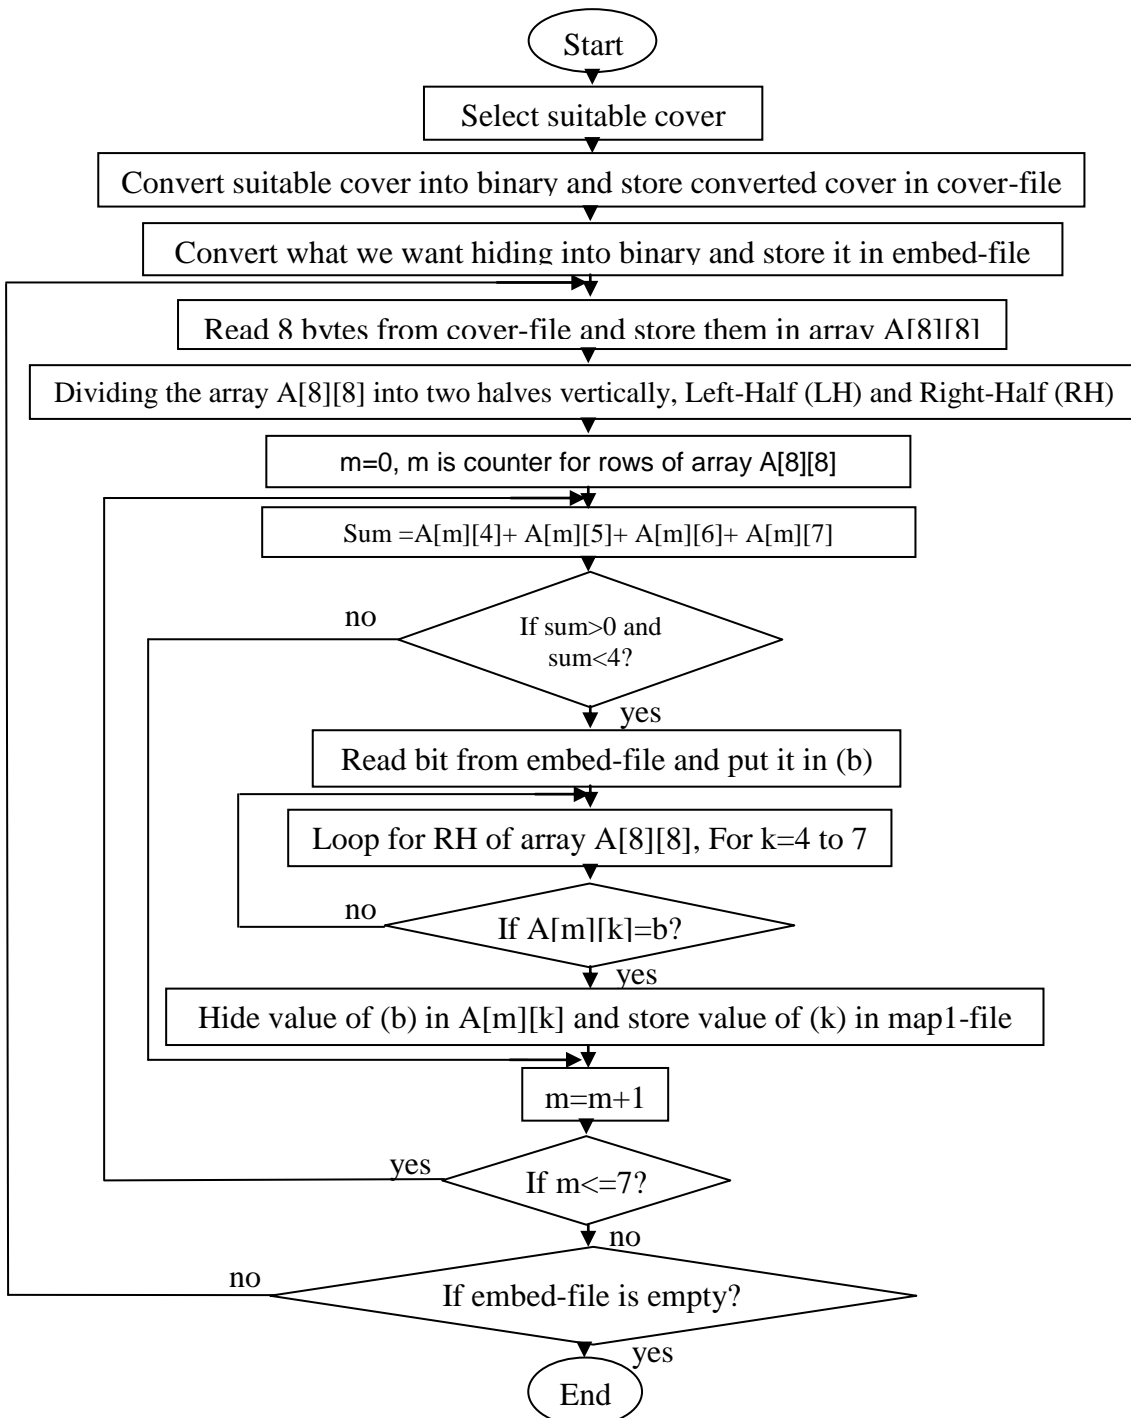 Start
Select suitable cover
Convert suitable cover into binary and store converted cover in cover-file
Convert what we want hiding into binary and store it in embed-file
Read 8 bytes from cover-file and store them in array A[8][8]
Dividing the array A[8][8] into two halves vertically, Left-Half (LH) and Right-Half (RH)
m=0, m is counter for rows of array A[8][8]
Sum =A[m][4]+ A[m][5]+ A[m][6]+ A[m][7]
no
If sum>0 and
sum<4?
yes
Read bit from embed-file and put it in (b)
Loop for RH of array A[8][8], For k=4 to 7
no
If A[m][k]=b?
yes
Hide value of (b) in A[m][k] and store value of (k) in map1-file
m=m+1
yes
If m<=7?
no
no
If embed-file is empty?
yes
End